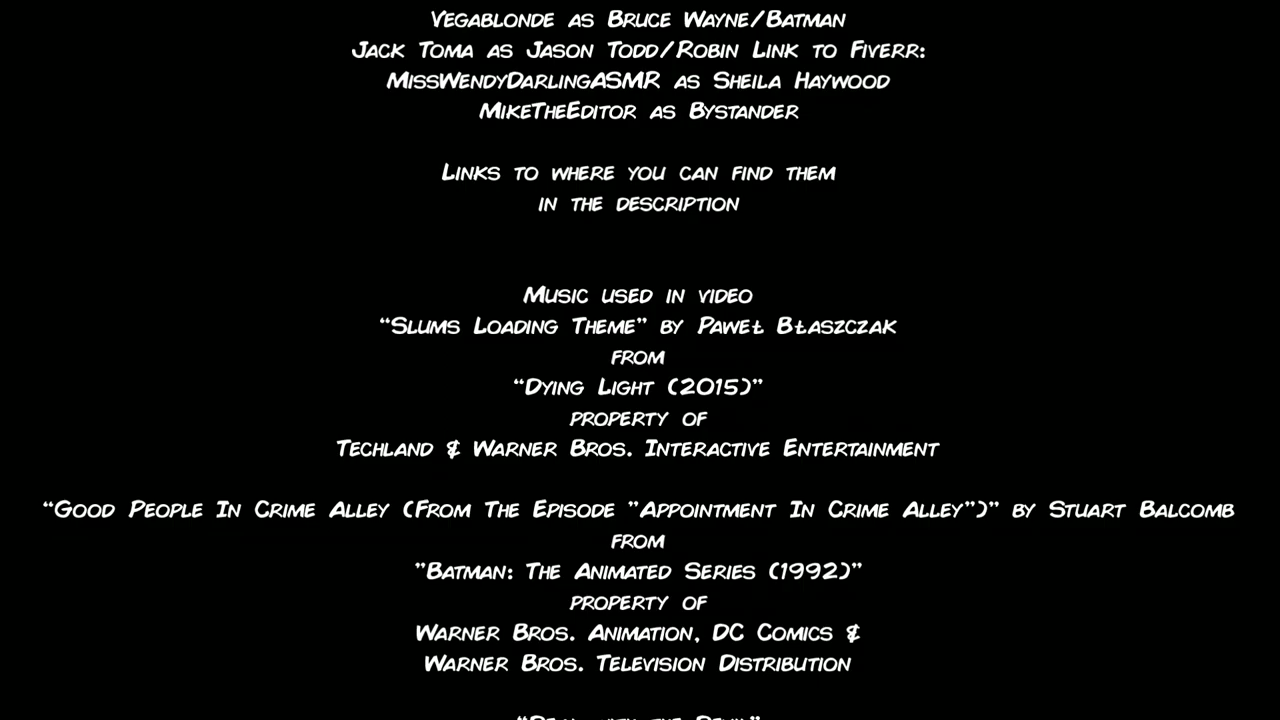 Vegablonde as Bruce Wayne/Batman
Jack Toma as Jason Todd/Robin Link to Fiverr:
MissWendyDarlingASMR as Sheila Haywood
MikeTheEditor as Bystander
Links to where you can find them
in the description
Music used in video
“Slums Loading Theme” by Paweł Błaszczak
from
“Dying Light (2015)”
property of
Techland & Warner Bros. Interactive Entertainment
“Good People In Crime Alley (From The Episode "Appointment In Crime Alley")” by Stuart Balcomb
from
"Batman: The Animated Series (1992)”
property of
Warner Bros. Animation, DC Comics &
Warner Bros. Television Distribution